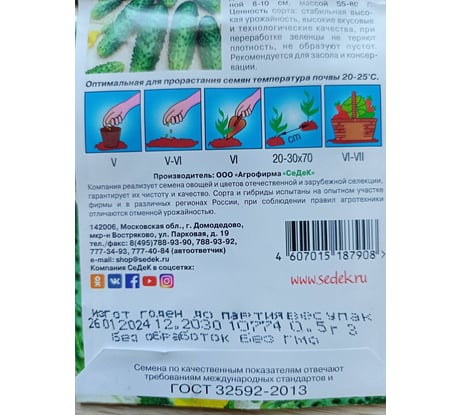 ной 8-10 см, массой 55-80 г.
Ценность сорта: стабильная высо-
кая урожайность, высокие вкусовые
и технологические качества, при
переработке зеленцы не теряют
плотность, не образуют пустот.
Рекомендуется для засола и консер-
вации.
Оптимальная для прорастания семян температура почвы 20-25°С.
cm
V V-VI VI 20-30x70 VI-VII
Производитель: ООО «Агрофирма «СеДеК»
Компания реализует семена овощей и цветов отечественной и зарубежной селекции,
гарантирует их чистоту и качество. Сорта и гибриды испытаны на опытном участке
фирмы и в различных регионах России, при соблюдении правил агротехники
отличаются отменной урожайностью.
142006, Московская обл., г. Домодедово,
мкр-н Востряково, ул. Парковая, д. 19
тел./факс: 8(495)788-93-90, 788-93-92,
777-34-93, 777-40-84 (автоответчик)
e-mail: shop@sedek.ru
Компания СеДеК в соцсетях:
4 607015 187908 >
www.sedek.ru
Изгот годен до партия вес упак
26 01 2024 12.2030 10774 0.5г 3
Без обработок Без ГМО
Семена по качественным показателям отвечают
требованиям международных стандартов и
ГОСТ 32592-2013